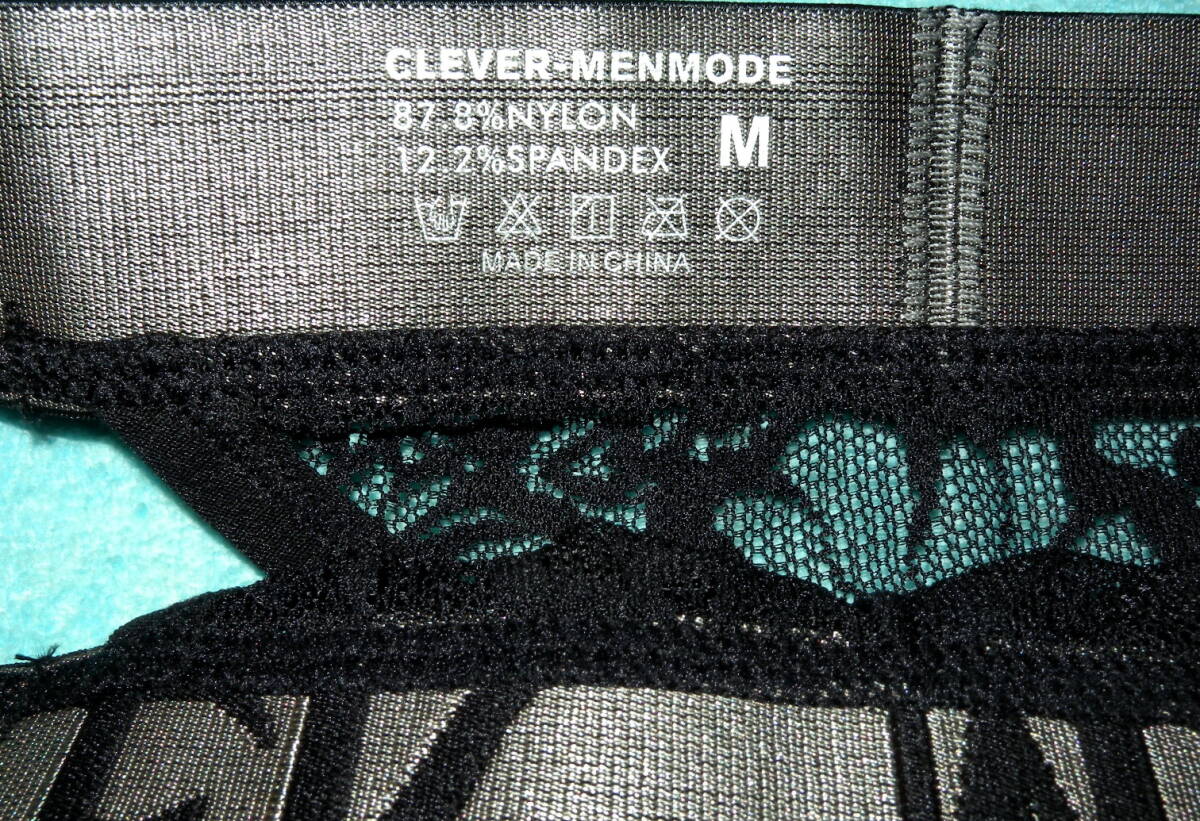 CLEVER-MENMODE
87.8%NYLON
12.2%SPANDEX
M
MADE IN CHINA